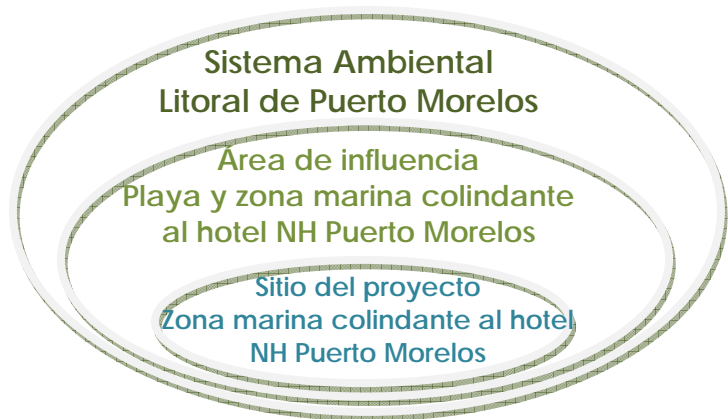 Sistema Ambiental
Litoral de Puerto Morelos
Área de influencia
Playa y zona marina colindante
al hotel NH Puerto Morelos
Sitio del proyecto
Zona marina colindante al hotel
NH Puerto Morelos